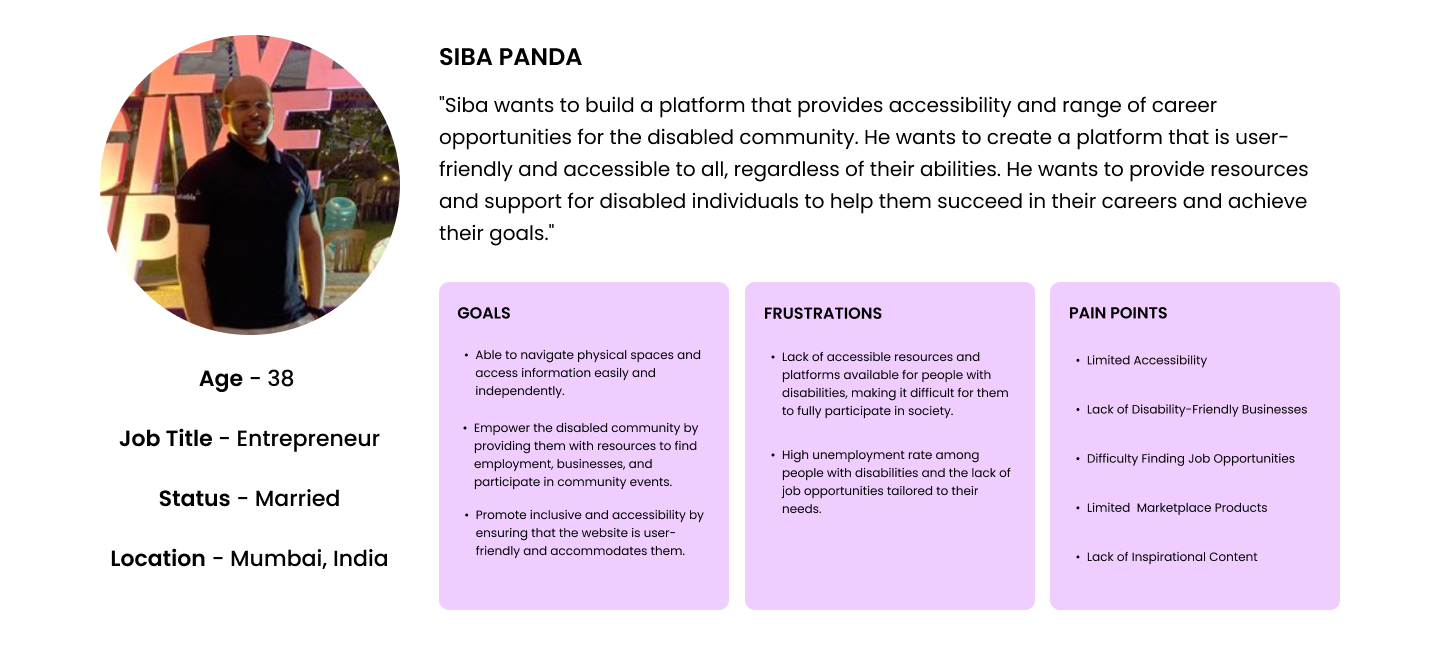 SIBA PANDA
"Siba wants to build a platform that provides accessibility and range of career
opportunities for the disabled community. He wants to create a platform that is user-
friendly and accessible to all, regardless of their abilities. He wants to provide resources
and support for disabled individuals to help them succeed in their careers and achieve
their goals."
Age - 38
Job Title - Entrepreneur
Status - Married
Location - Mumbai, India
GOALS
• Able to navigate physical spaces and
access information easily and
independently.
• Empower the disabled community by
providing them with resources to find
employment, businesses, and
participate in community events.
• Promote inclusive and accessibility by
ensuring that the website is user-
friendly and accommodates them.
FRUSTRATIONS
• Lack of accessible resources and
platforms available for people with
disabilities, making it difficult for them
to fully participate in society.
• High unemployment rate among
people with disabilities and the lack of
job opportunities tailored to their
needs.
PAIN POINTS
• Limited Accessibility
• Lack of Disability-Friendly Businesses
• Difficulty Finding Job Opportunities
• Limited  Marketplace Products
• Lack of Inspirational Content